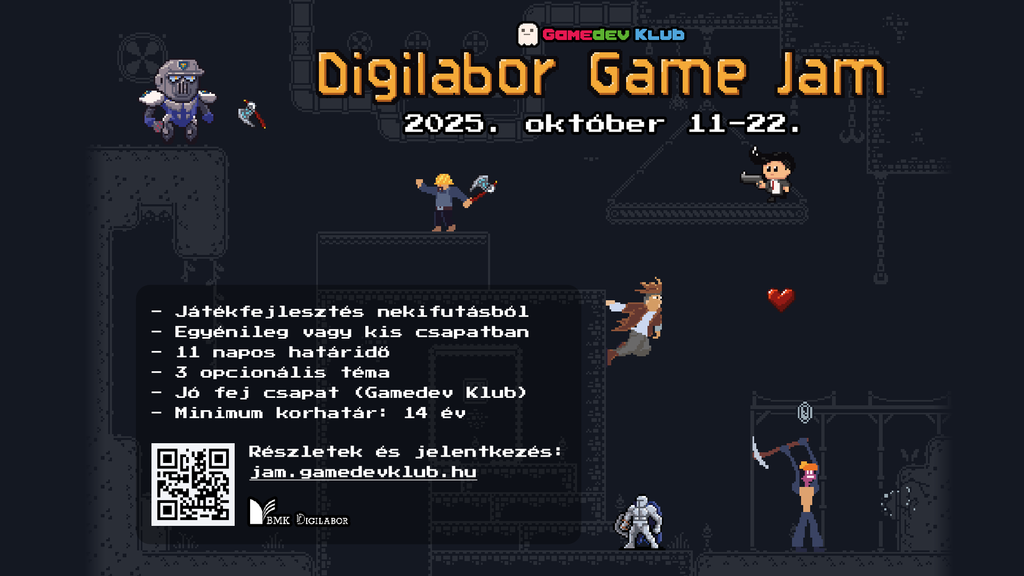 Gamedev Klub
Digilabor Game Jam
2025. október 11-22.
- Játékfejlesztés nekifutásból
- Egyénileg vagy kis csapatban
- 11 napos határidő
- 3 opcionális téma
- Jó fej csapat (Gamedev Klub)
- Minimum korhatár: 14 év
Részletek és jelentkezés:
jam.gamedevklub.hu
BMK Digilabor